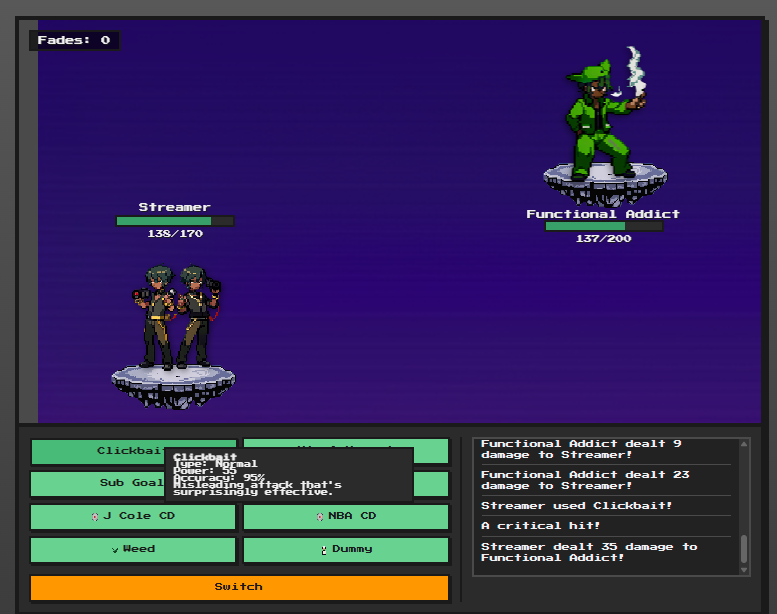 Fades: 0
Streamer
138/170
Functional Addict
137/200
Clickbait
Sub Goal
Clickbait
Type: Normal
Power: 55
Accuracy: 95%
Misleading attack that's
surprisingly effective.
J Cole CD
NBA CD
Weed
Dummy
Switch
Functional Addict dealt 9
damage to Streamer!
Functional Addict dealt 23
damage to Streamer!
Streamer used Clickbait!
A critical hit!
Streamer dealt 35 damage to
Functional Addict!